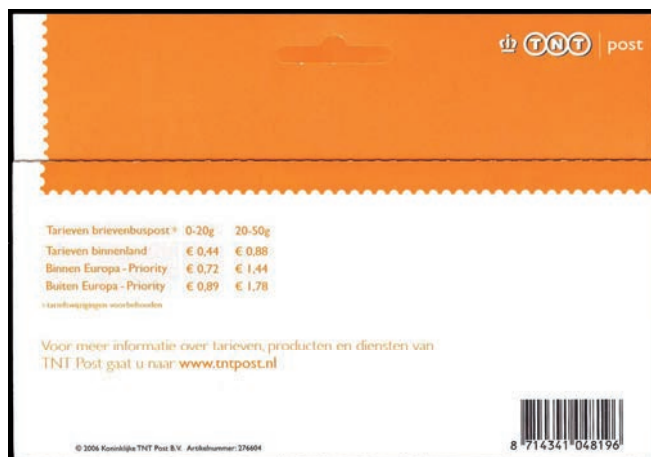 TNT post
Tarieven brievenbuspost * 0-20g 20-50g
Tarieven binnenland € 0,44 € 0,88
Binnen Europa - Priority € 0,72 € 1,44
Buiten Europa - Priority € 0,89 € 1,78
* tariefswijzigingen voorbehouden
Voor meer informatie over tarieven, producten en diensten van
TNT Post gaat u naar www.tntpost.nl
© 2006 Koninklijke TNT Post B.V. Artikelnummer: 276604
8 714341 048196